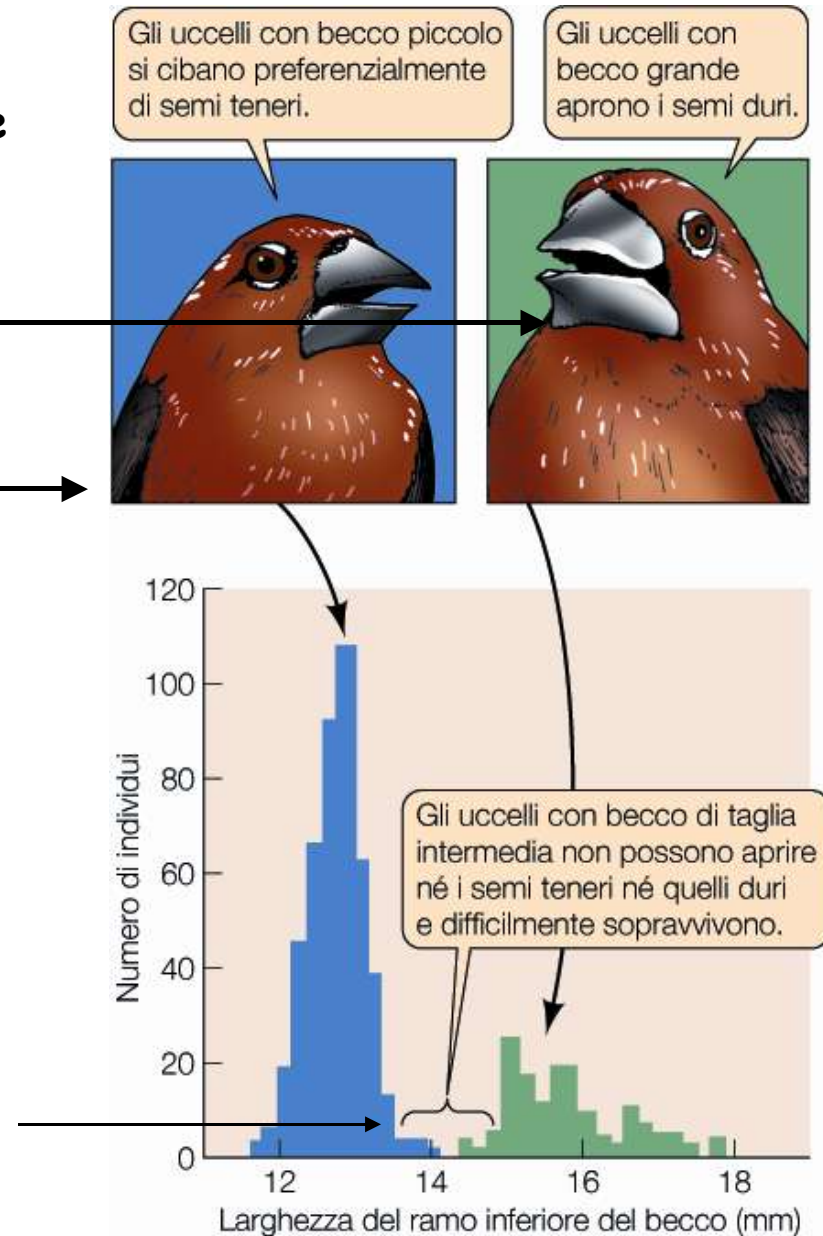 Gli uccelli con becco piccolo
si cibano preferenzialmente
di semi teneri.
Gli uccelli con
becco grande
aprono i semi duri.
e
120
100
80
60
40
20
0
Numero di individui
Gli uccelli con becco di taglia
intermedia non possono aprire
né i semi teneri né quelli duri
e difficilmente sopravvivono.
12 14 16 18
Larghezza del ramo inferiore del becco (mm)